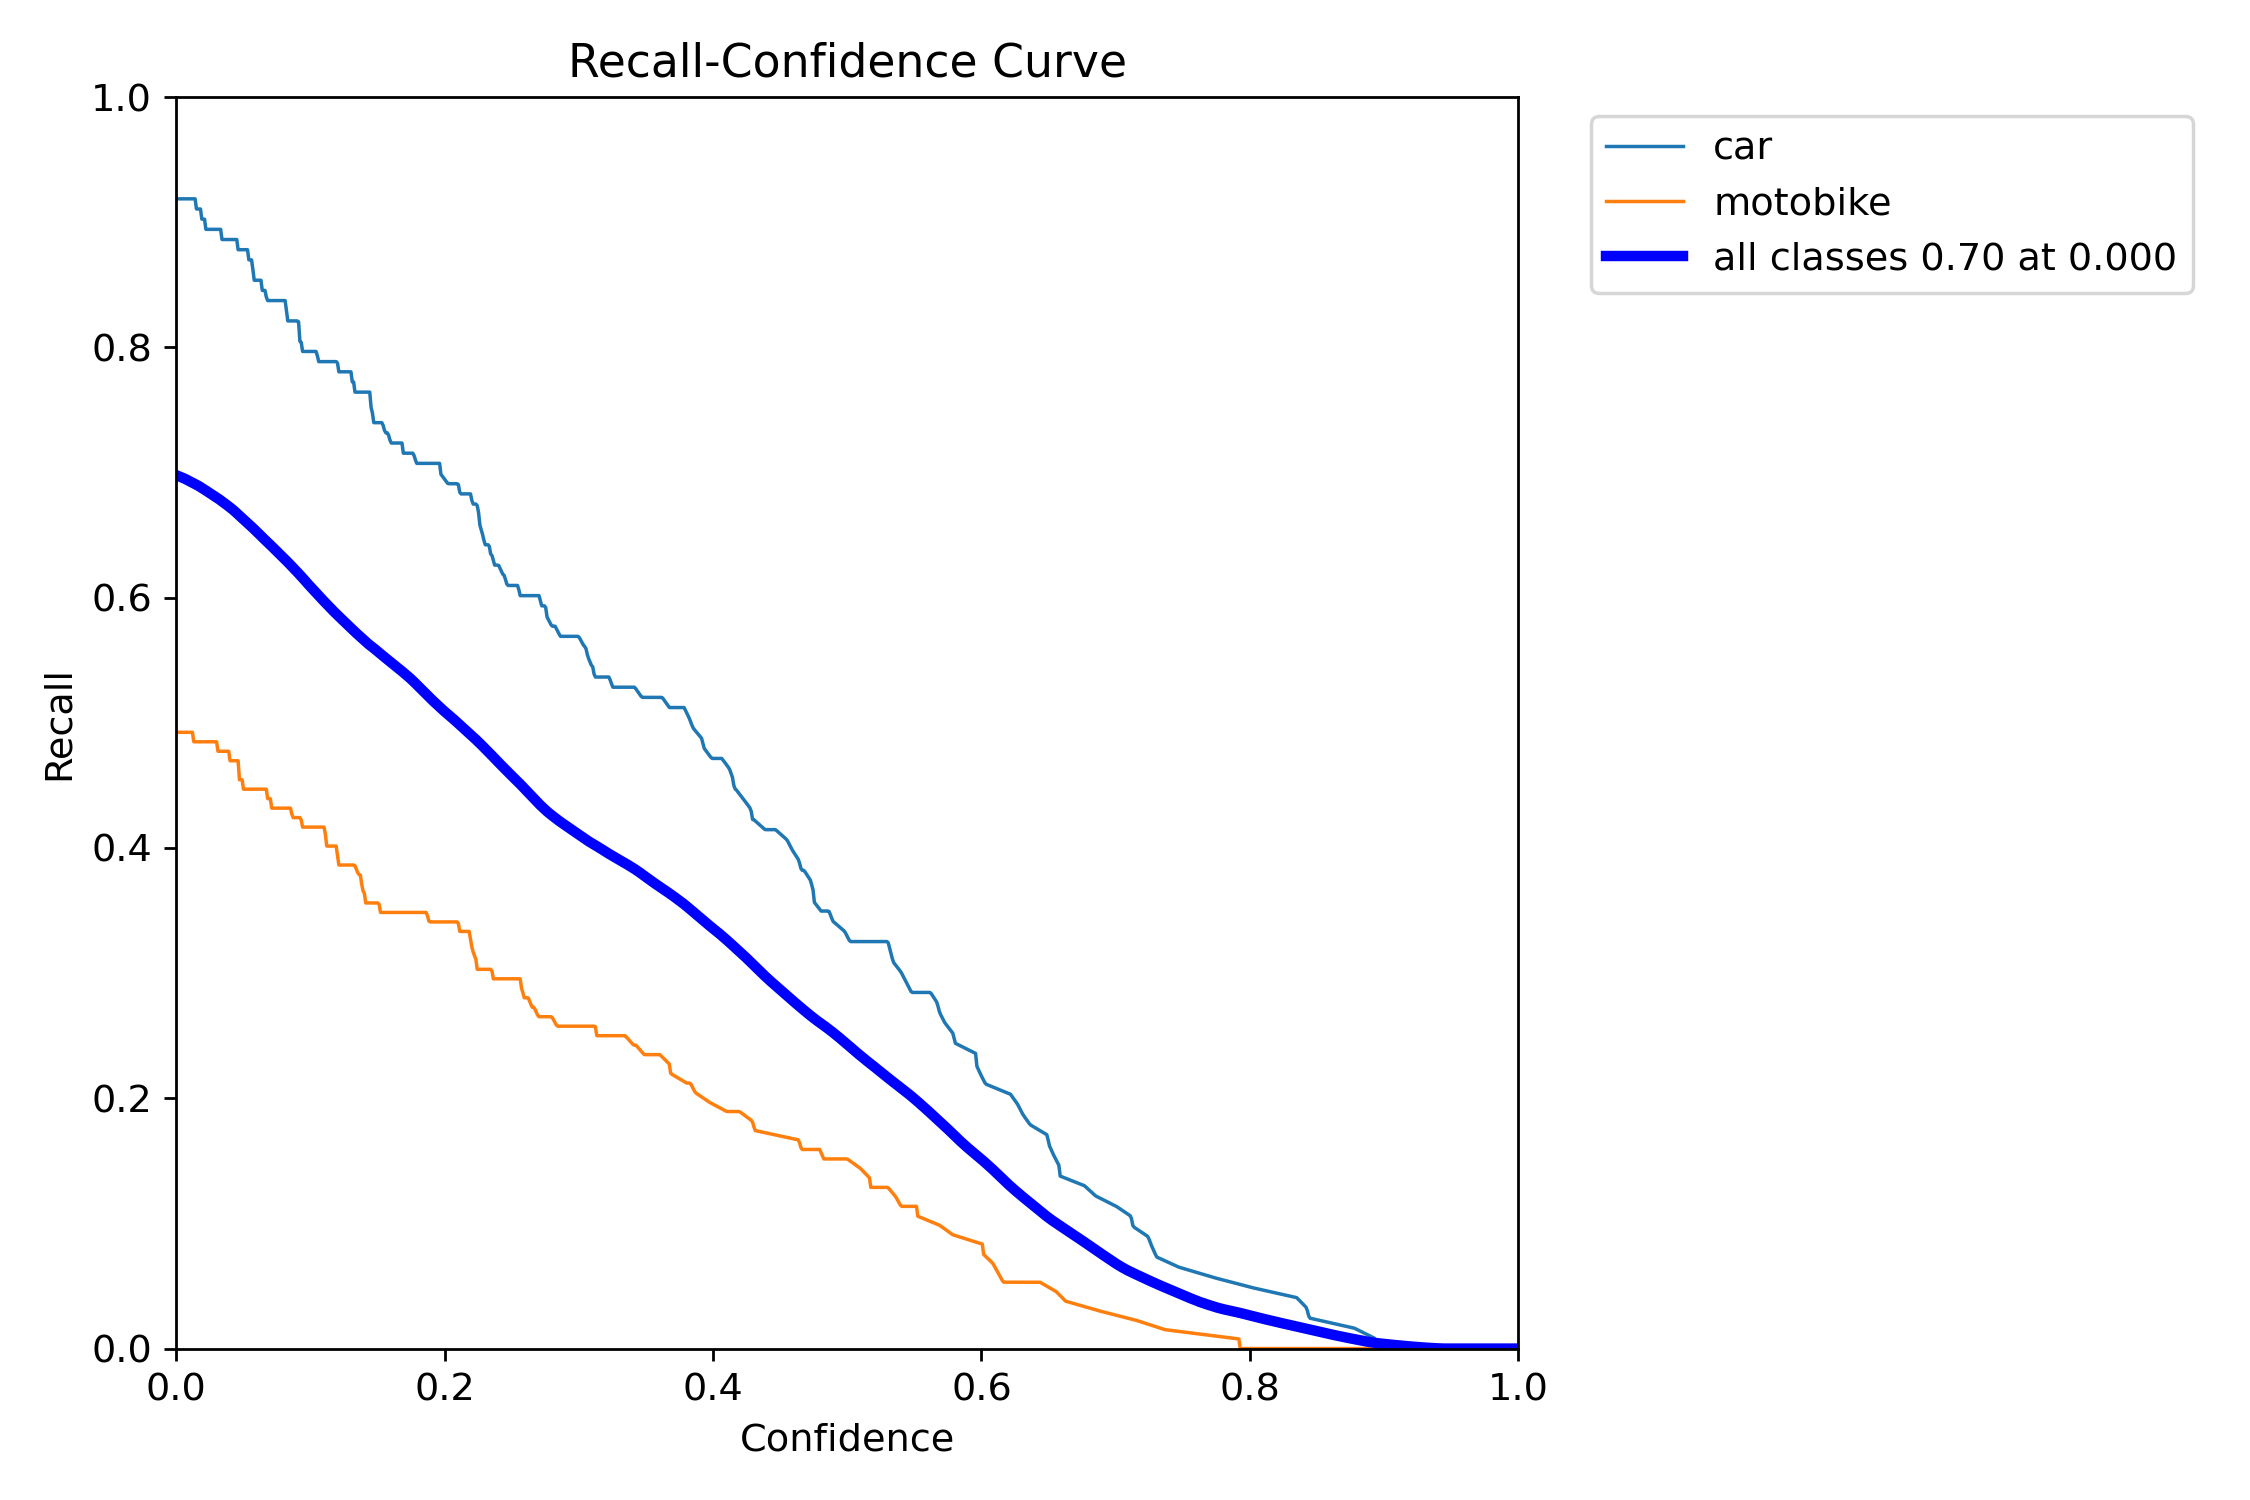 Recall-Confidence Curve
1.0
0.8
0.6
0.4
0.2
0.0
Recall
0.0 0.2 0.4 0.6 0.8 1.0
Confidence
car
motobike
all classes 0.70 at 0.000